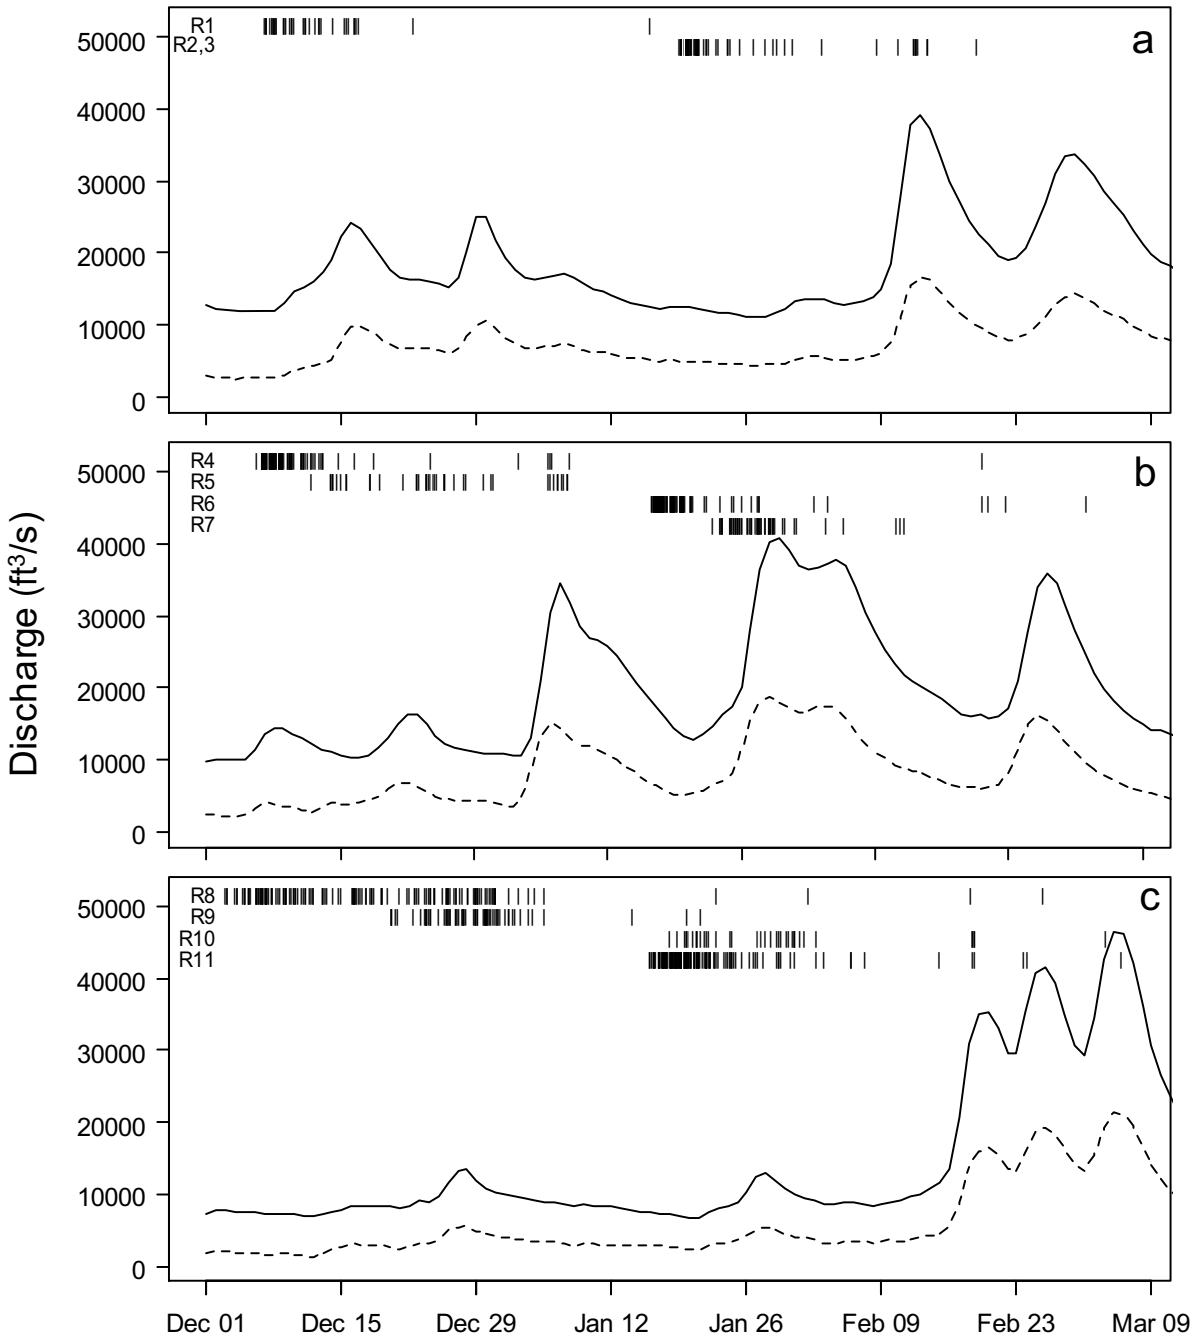 R1
50000
R2,3
a
40000
30000
20000
10000
0
R4
50000
R5
b
R6
R7
40000
30000
20000
10000
0
Discharge (ft³/s)
R8
50000
R9
c
R10
R11
40000
30000
20000
10000
0
Dec 01 Dec 15 Dec 29 Jan 12 Jan 26 Feb 09 Feb 23 Mar 09